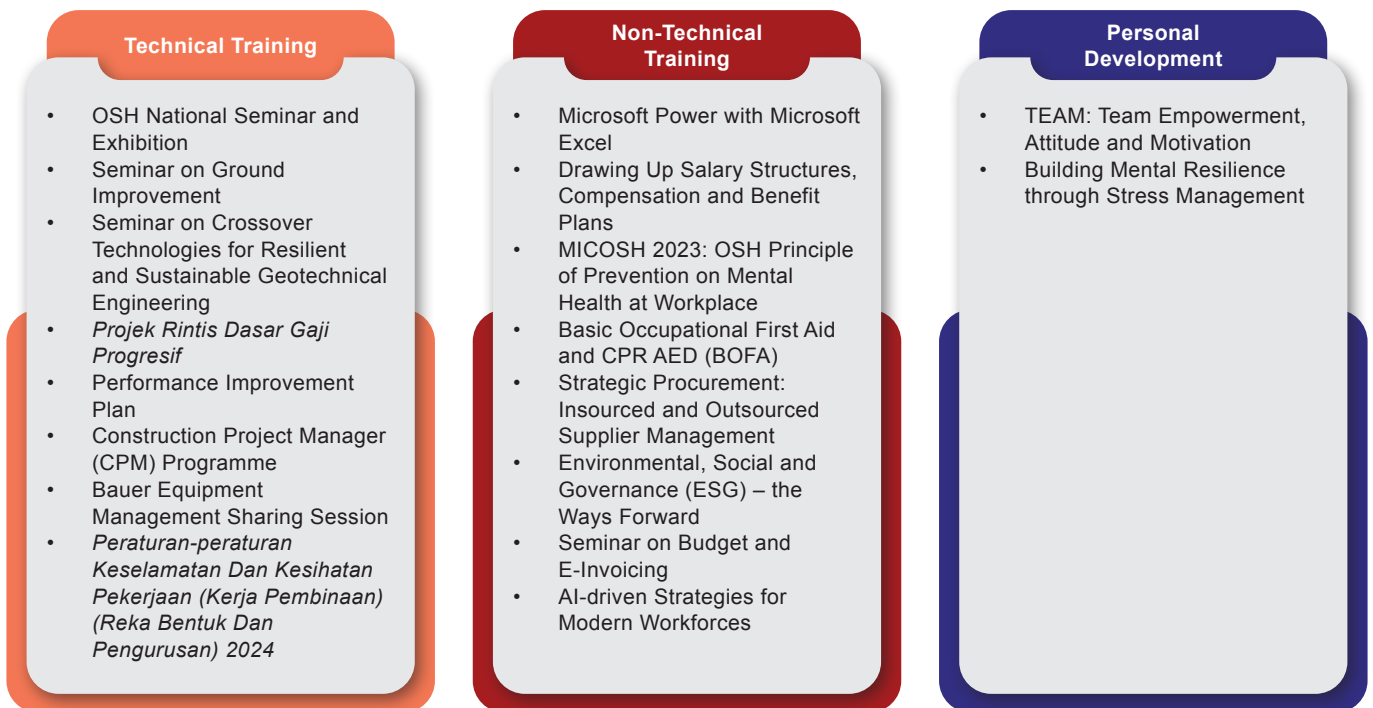 Technical Training
• OSH National Seminar and
Exhibition
• Seminar on Ground
Improvement
• Seminar on Crossover
Technologies for Resilient
and Sustainable Geotechnical
Engineering
• Projek Rintis Dasar Gaji
Progresif
• Performance Improvement
Plan
• Construction Project Manager
(CPM) Programme
• Bauer Equipment
Management Sharing Session
• Peraturan-peraturan
Keselamatan Dan Kesihatan
Pekerjaan (Kerja Pembinaan)
(Reka Bentuk Dan
Pengurusan) 2024
Non-Technical
Training
• Microsoft Power with Microsoft
Excel
• Drawing Up Salary Structures,
Compensation and Benefit
Plans
• MICOSH 2023: OSH Principle
of Prevention on Mental
Health at Workplace
• Basic Occupational First Aid
and CPR AED (BOFA)
• Strategic Procurement:
Insourced and Outsourced
Supplier Management
• Environmental, Social and
Governance (ESG) – the
Ways Forward
• Seminar on Budget and
E-Invoicing
• AI-driven Strategies for
Modern Workforces
Personal
Development
• TEAM: Team Empowerment,
Attitude and Motivation
• Building Mental Resilience
through Stress Management